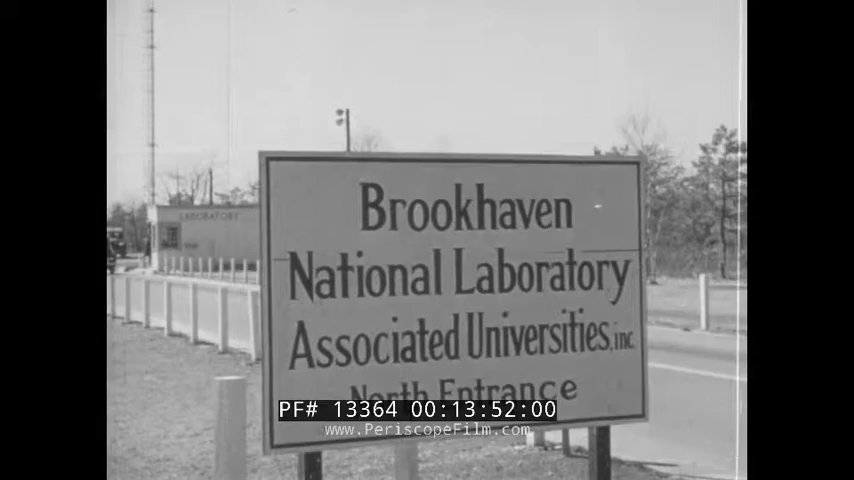 LABORATORY
Brookhaven
National Laboratory
Associated Universities, inc
North Entrance
PF# 13364 00:13:52:00
www.PeriscopeFilm.com